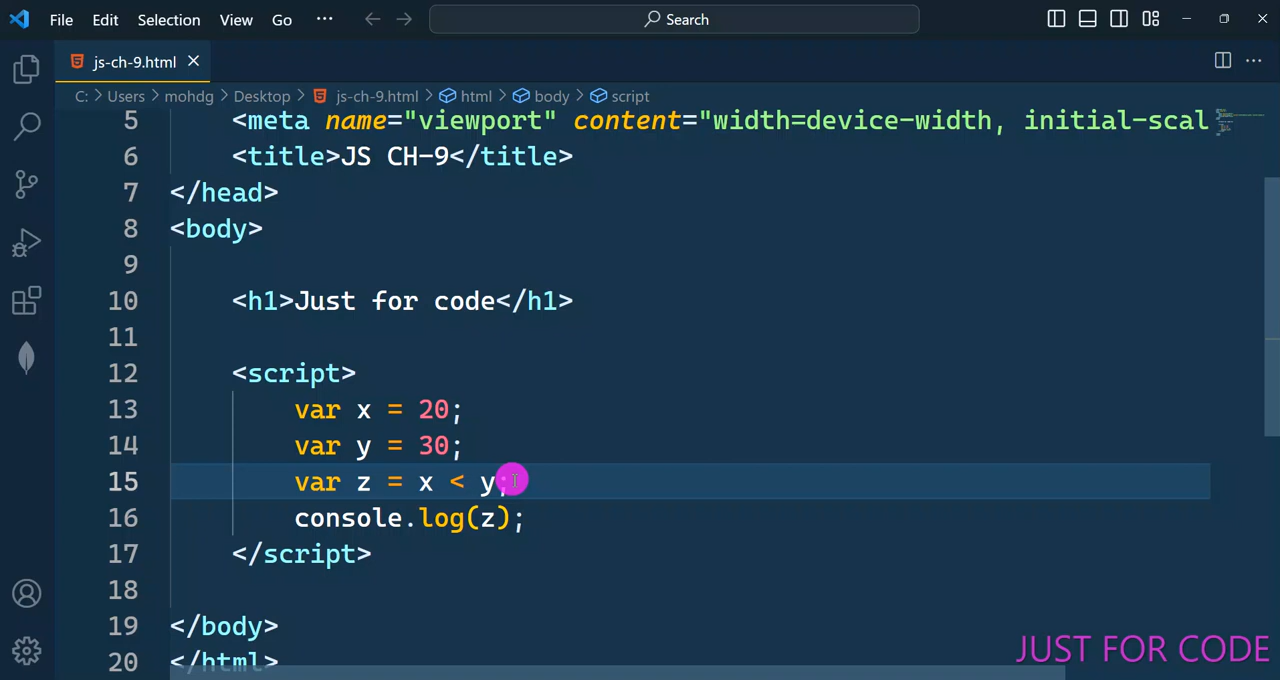 File Edit Selection View Go ··· Search
js-ch-9.html
C: > Users > mohdg > Desktop > js-ch-9.html > html > body > script
5 <meta name="viewport" content="width=device-width, initial-scal
6 <title>JS CH-9</title>
7 </head>
8 <body>
9
10 <h1>Just for code</h1>
11
12 <script>
13 var x = 20;
14 var y = 30;
15 var z = x < y;
16 console.log(z);
17 </script>
18
19 </body>
20 </html>
JUST FOR CODE